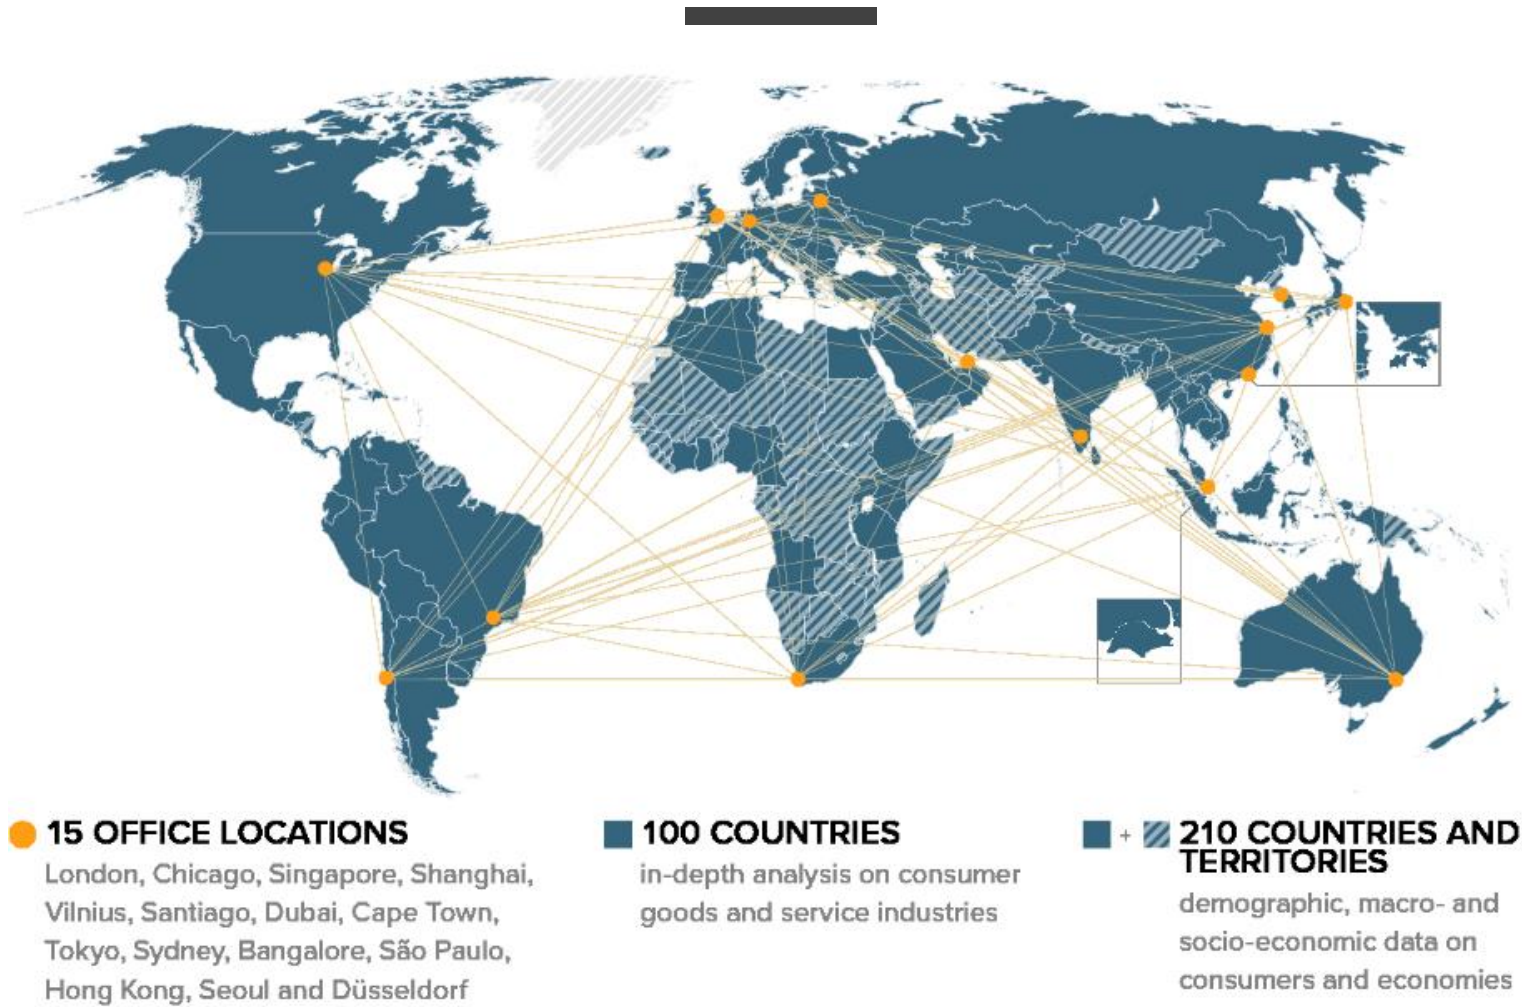 15 OFFICE LOCATIONS
London, Chicago, Singapore, Shanghai,
Vilnius, Santiago, Dubai, Cape Town,
Tokyo, Sydney, Bangalore, São Paulo,
Hong Kong, Seoul and Düsseldorf
100 COUNTRIES
in-depth analysis on consumer
goods and service industries
+
210 COUNTRIES AND
TERRITORIES
demographic, macro- and
socio-economic data on
consumers and economies